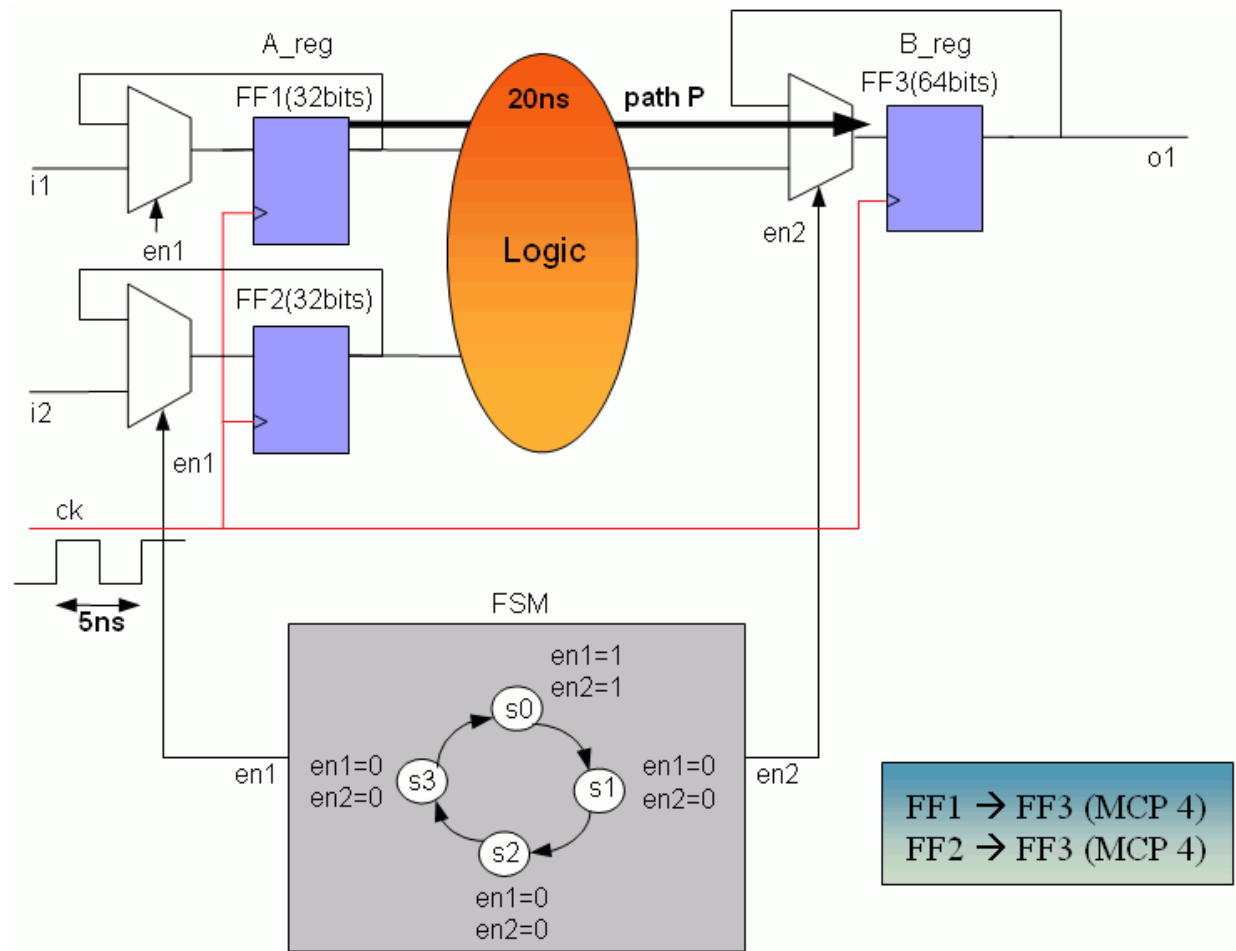 A_reg
B_reg
FF1(32bits)
20ns
path P
FF3(64bits)
i1
o1
en1
en2
Logic
FF2(32bits)
i2
en1
ck
5ns
FSM
en1=1
en2=1
s0
en1=0
en2=0
s3
s1
en1=0
en2=0
s2
en1=0
en2=0
en1
en2
FF1 → FF3 (MCP 4)
FF2 → FF3 (MCP 4)